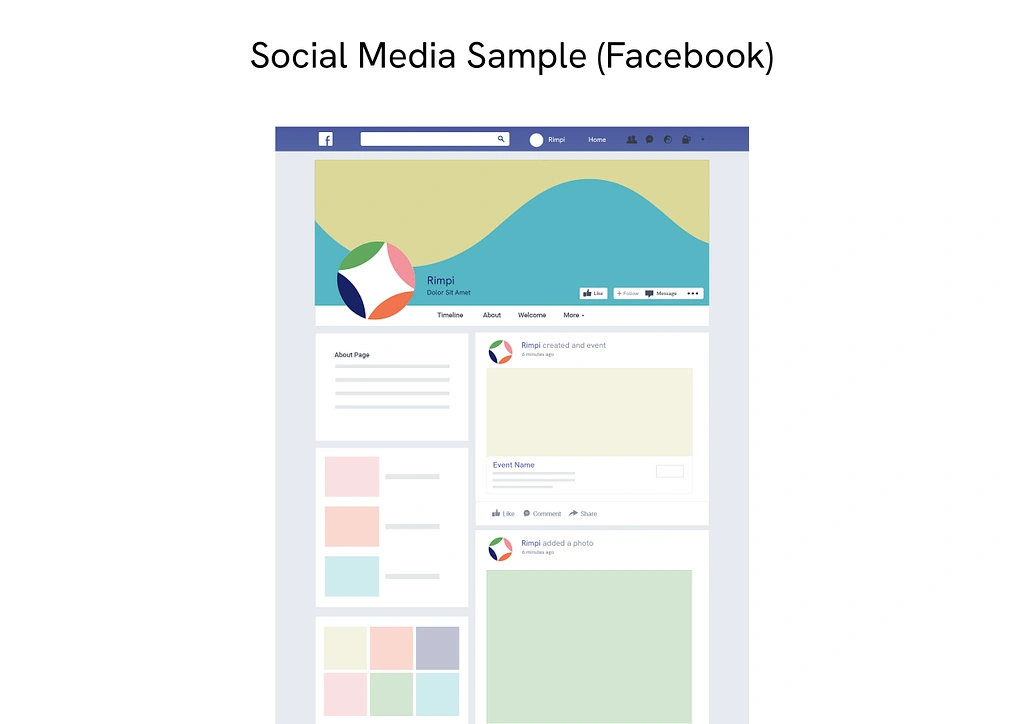 Social Media Sample (Facebook)
f
Rimpi Home
Rimpi
Dolor Sit Amet
Like + Follow Message
Timeline About Welcome More
About Page
Rimpi created and event
6 minutes ago
Event Name
Like Comment Share
Rimpi added a photo
6 minutes ago